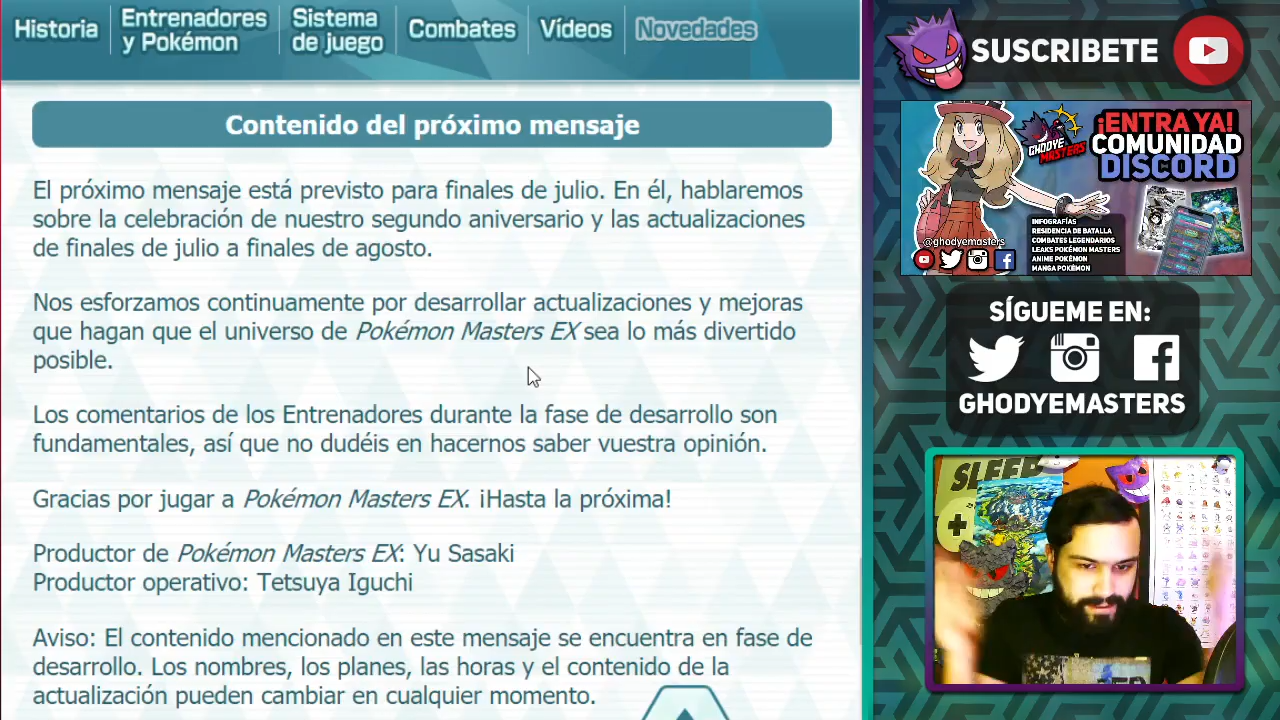 Historia
Entrenadores
y Pokémon
Sistema
de juego
Combates
Vídeos
Novedades
Contenido del próximo mensaje
El próximo mensaje está previsto para finales de julio. En él, hablaremos
sobre la celebración de nuestro segundo aniversario y las actualizaciones
de finales de julio a finales de agosto.
Nos esforzamos continuamente por desarrollar actualizaciones y mejoras
que hagan que el universo de Pokémon Masters EX sea lo más divertido
posible.
Los comentarios de los Entrenadores durante la fase de desarrollo son
fundamentales, así que no dudéis en hacernos saber vuestra opinión.
Gracias por jugar a Pokémon Masters EX. ¡Hasta la próxima!
Productor de Pokémon Masters EX: Yu Sasaki
Productor operativo: Tetsuya Iguchi
Aviso: El contenido mencionado en este mensaje se encuentra en fase de
desarrollo. Los nombres, los planes, las horas y el contenido de la
actualización pueden cambiar en cualquier momento.
SUSCRIBETE
GHODYE
MASTERS
¡ENTRA YA!
COMUNIDAD
DISCORD
@ghodyemasters
INFOGRAFÍAS
RESIDENCIA DE BATALLA
COMBATES LEGENDARIOS
LEAKS POKÉMON MASTERS
ANIME POKÉMON
MANGA POKÉMON
SÍGUEME EN:
GHODYEMASTERS
SLEEP